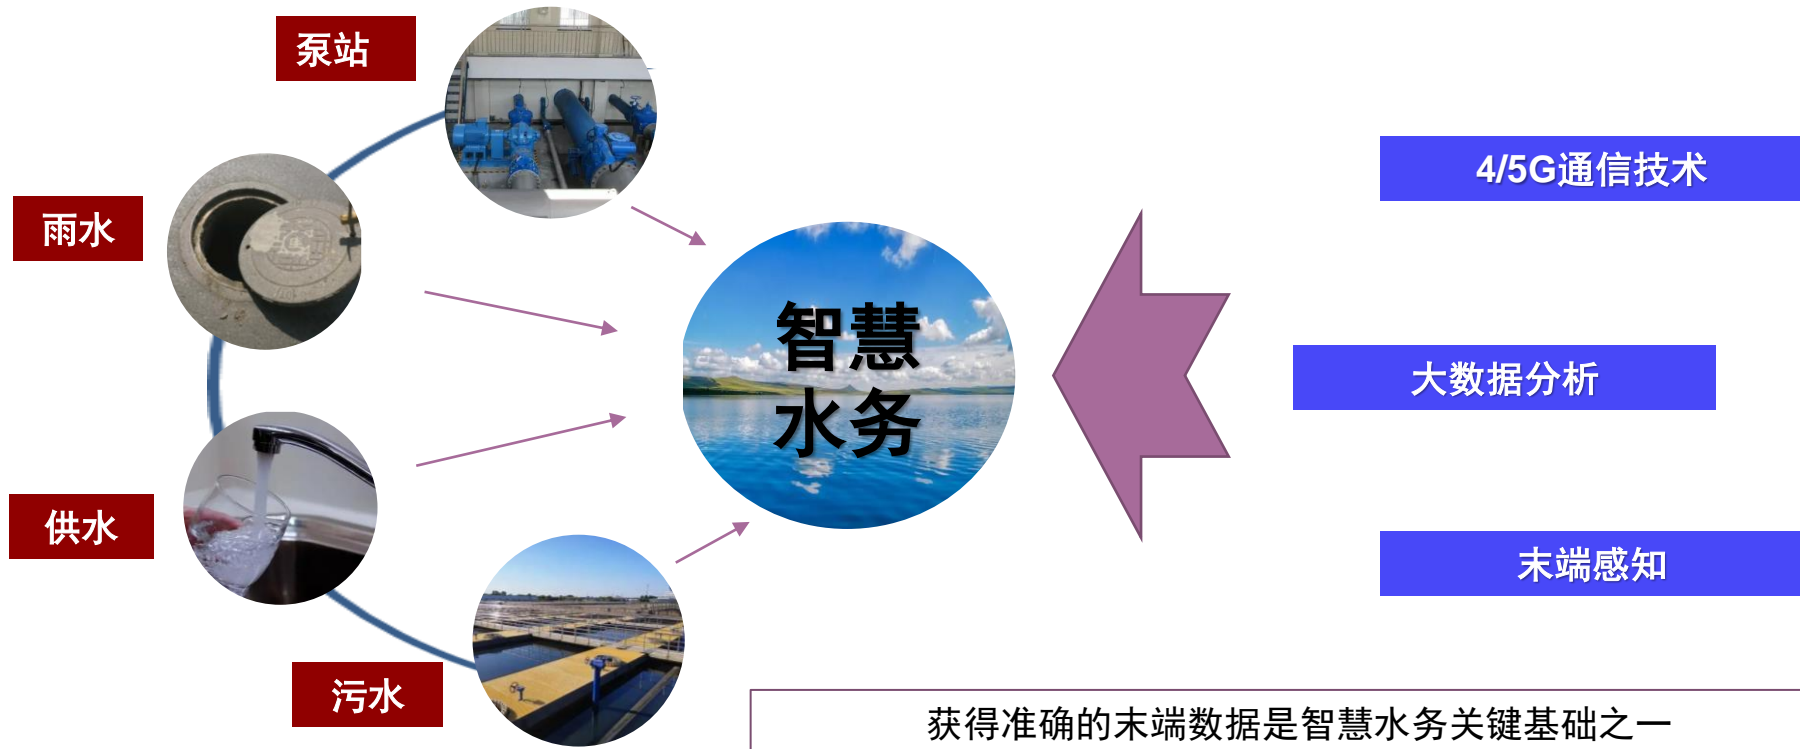 泵站
雨水
供水
污水
智慧
水务
4/5G通信技术
大数据分析
末端感知
获得准确的末端数据是智慧水务关键基础之一